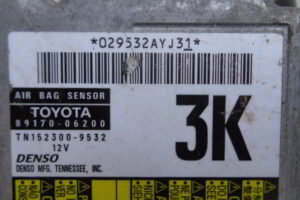 *029532AYJ31*
AIR BAG SENSOR
TOYOTA
89170-06200
3K
TN152300-9532
12V
DENSO
DENSO MFG. TENNESSEE, INC.